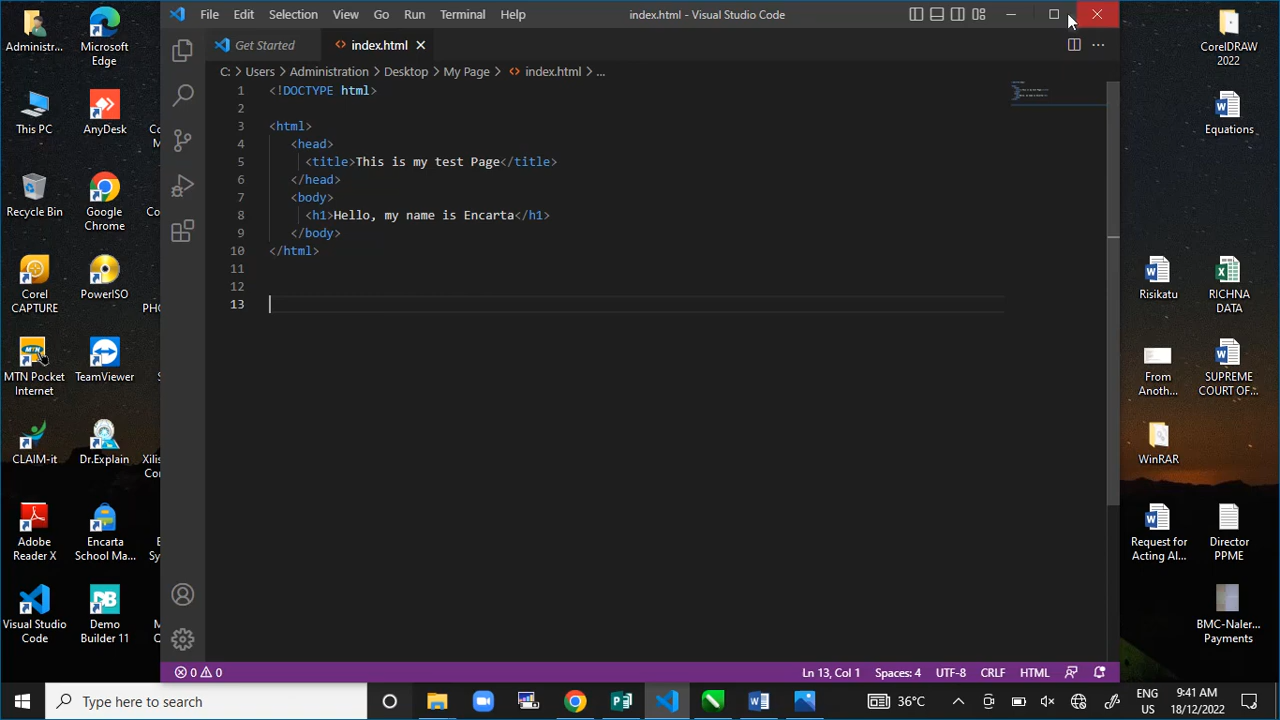 File Edit Selection View Go Run Terminal Help
index.html - Visual Studio Code
Get Started
index.html
C: > Users > Administration > Desktop > My Page > index.html > ...
1 <!DOCTYPE html>
2
3 <html>
4 <head>
5 <title>This is my test Page</title>
6 </head>
7 <body>
8 <h1>Hello, my name is Encarta</h1>
9 </body>
10 </html>
11
12
13
0 0
Ln 13, Col 1 Spaces: 4 UTF-8 CRLF HTML
Administr...
Microsoft
Edge
This PC
AnyDesk
Recycle Bin
Google
Chrome
Corel
CAPTURE
PowerISO
MTN Pocket
Internet
TeamViewer
CLAIM-it
Dr.Explain
Adobe
Reader X
Encarta
School Ma...
Visual Studio
Code
Demo
Builder 11
CorelDRAW
2022
Equations
Risikatu
RICHNA
DATA
From
Anoth...
SUPREME
COURT OF...
WinRAR
Request for
Acting Al...
Director
PPME
BMC-Naler...
Payments
Type here to search
36°C
ENG
US
9:41 AM
18/12/2022